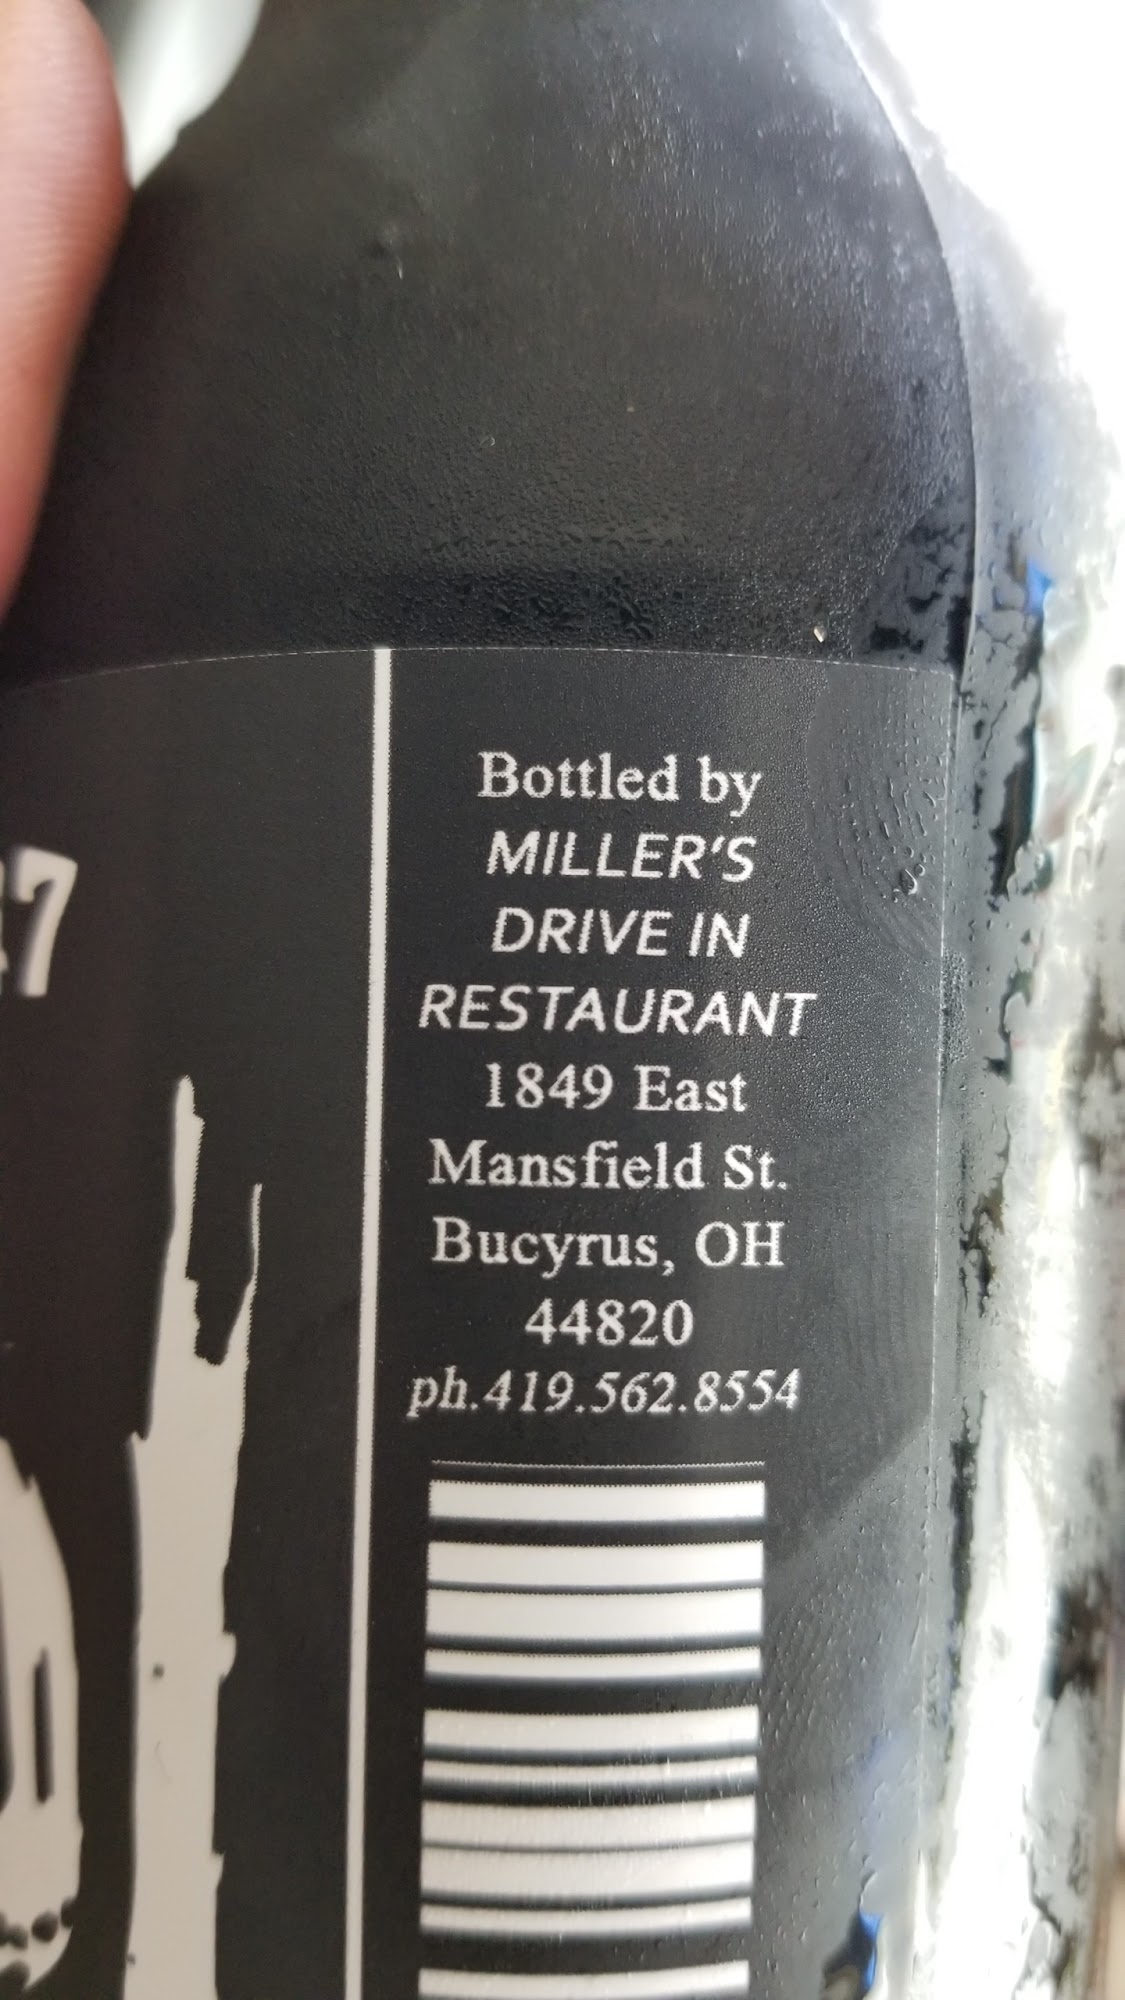 Bottled by
MILLER'S
DRIVE IN
RESTAURANT
1849 East
Mansfield St.
Bucyrus, OH
44820
ph.419.562.8554